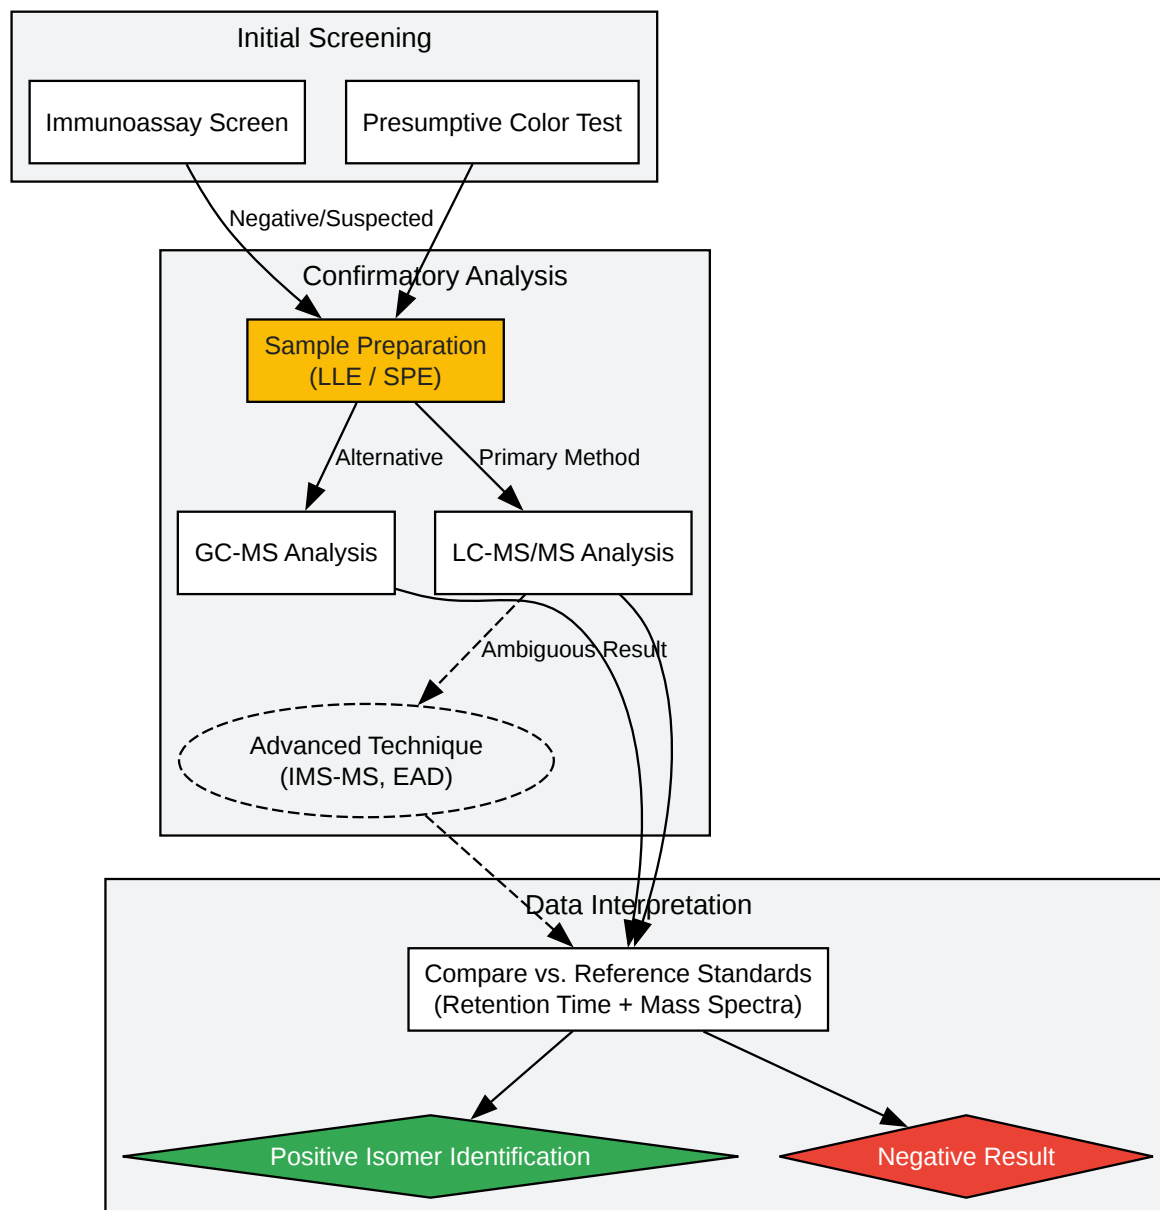 Initial Screening
Immunoassay Screen
Presumptive Color Test
Negative/Suspected
Confirmatory Analysis
Sample Preparation
(LLE / SPE)
Alternative
Primary Method
GC-MS Analysis
LC-MS/MS Analysis
Ambiguous Result
Advanced Technique
(IMS-MS, EAD)
Data Interpretation
Compare vs. Reference Standards
(Retention Time + Mass Spectra)
Positive Isomer Identification
Negative Result